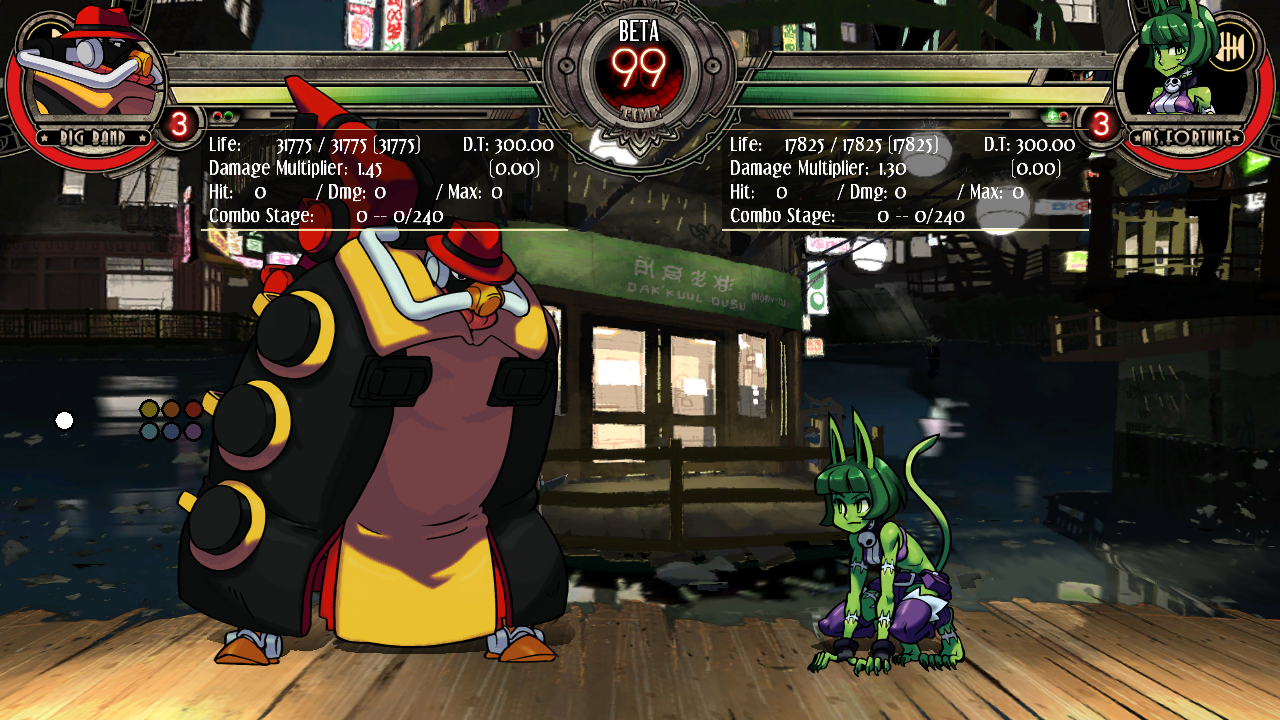 BETA
99
TIME
BIG BAND
3
3
MS.FORTUNE
Life: 31775 / 31775 (31775) D.T: 300.00
Damage Multiplier: 1.45 (0.00)
Hit: 0 / Dmg: 0 / Max: 0
Combo Stage: 0 -- 0/240
Life: 17825 / 17825 (17825) D.T: 300.00
Damage Multiplier: 1.30 (0.00)
Hit: 0 / Dmg: 0 / Max: 0
Combo Stage: 0 -- 0/240
DAK'KUUL OUSU